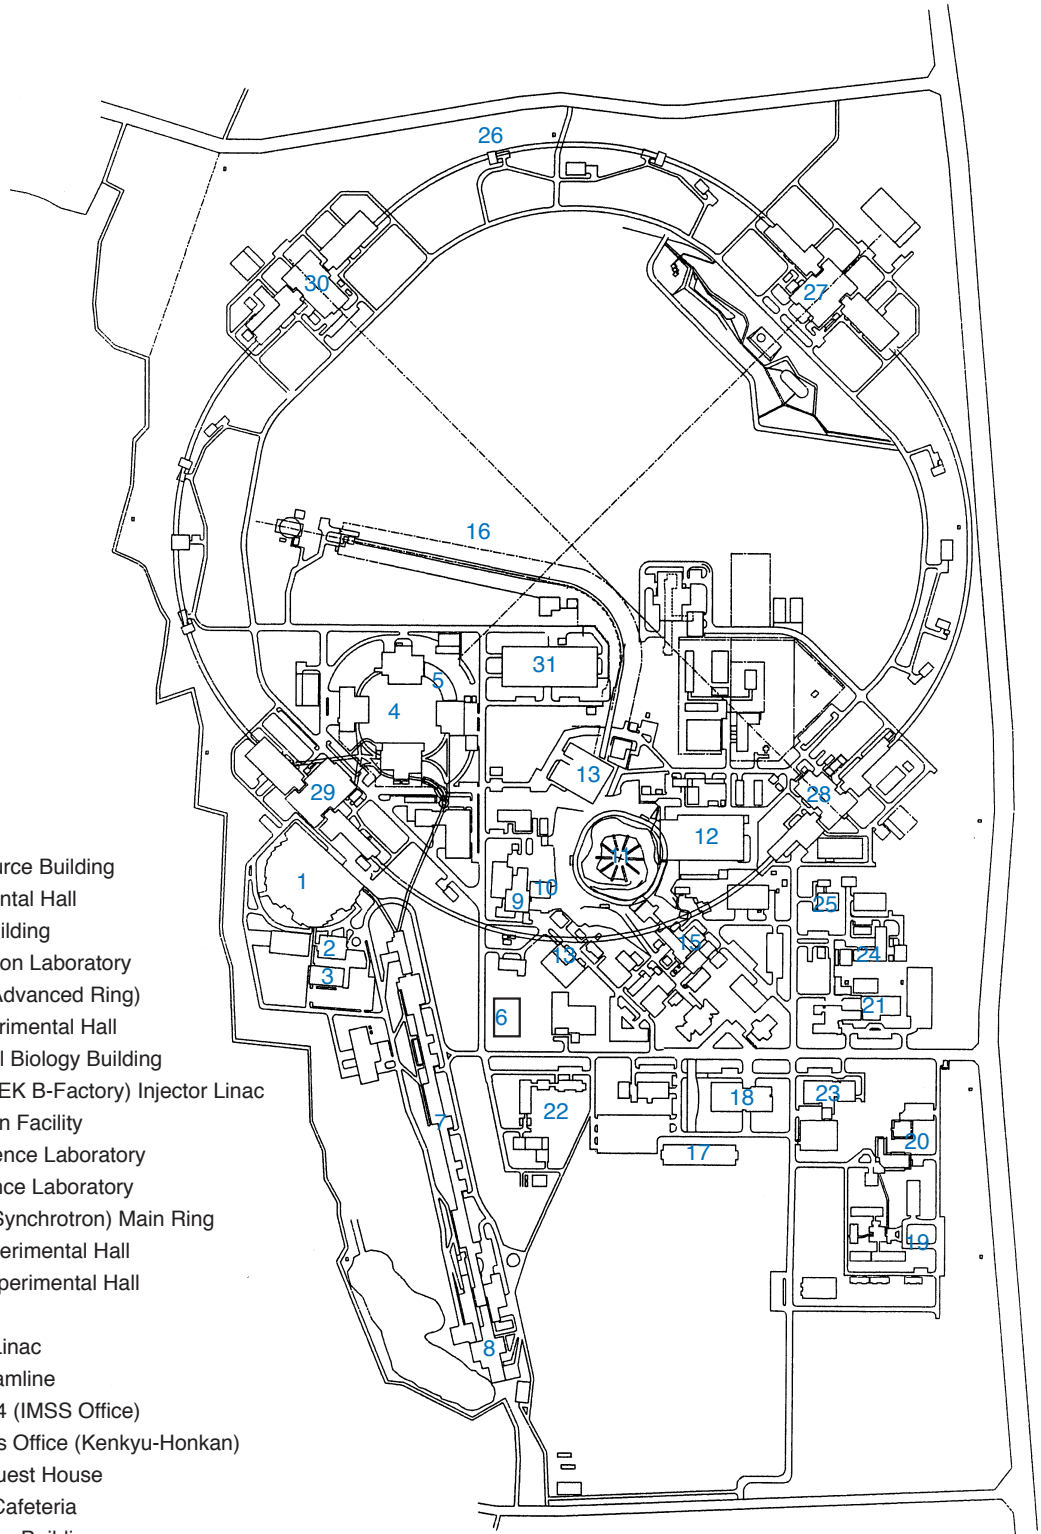 26
30
27
16
31
5
4
13
29
28
12
11
1
10
9
25
2
13
15
24
3
6
21
7
22
18
23
17
20
19
8
urce Building
ental Hall
ilding
on Laboratory
Advanced Ring)
rimental Hall
l Biology Building
EK B-Factory) Injector Linac
n Facility
ence Laboratory
nce Laboratory
Synchrotron) Main Ring
erimental Hall
perimental Hall
Linac
amline
4 (IMSS Office)
s Office (Kenkyu-Honkan)
uest House
Cafeteria